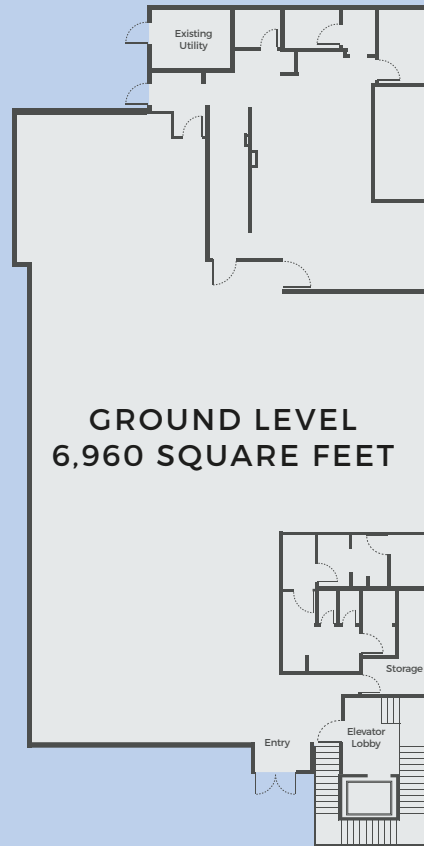 Existing
Utility
GROUND LEVEL
6,960 SQUARE FEET
Storage
Entry
Elevator
Lobby